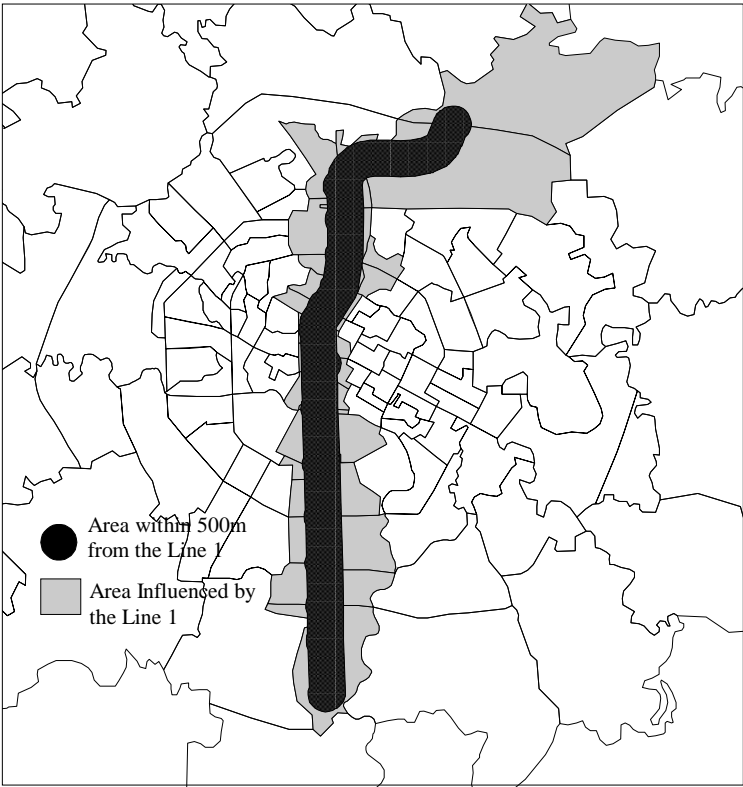 Area within 500m
from the Line 1
Area Influenced by
the Line 1